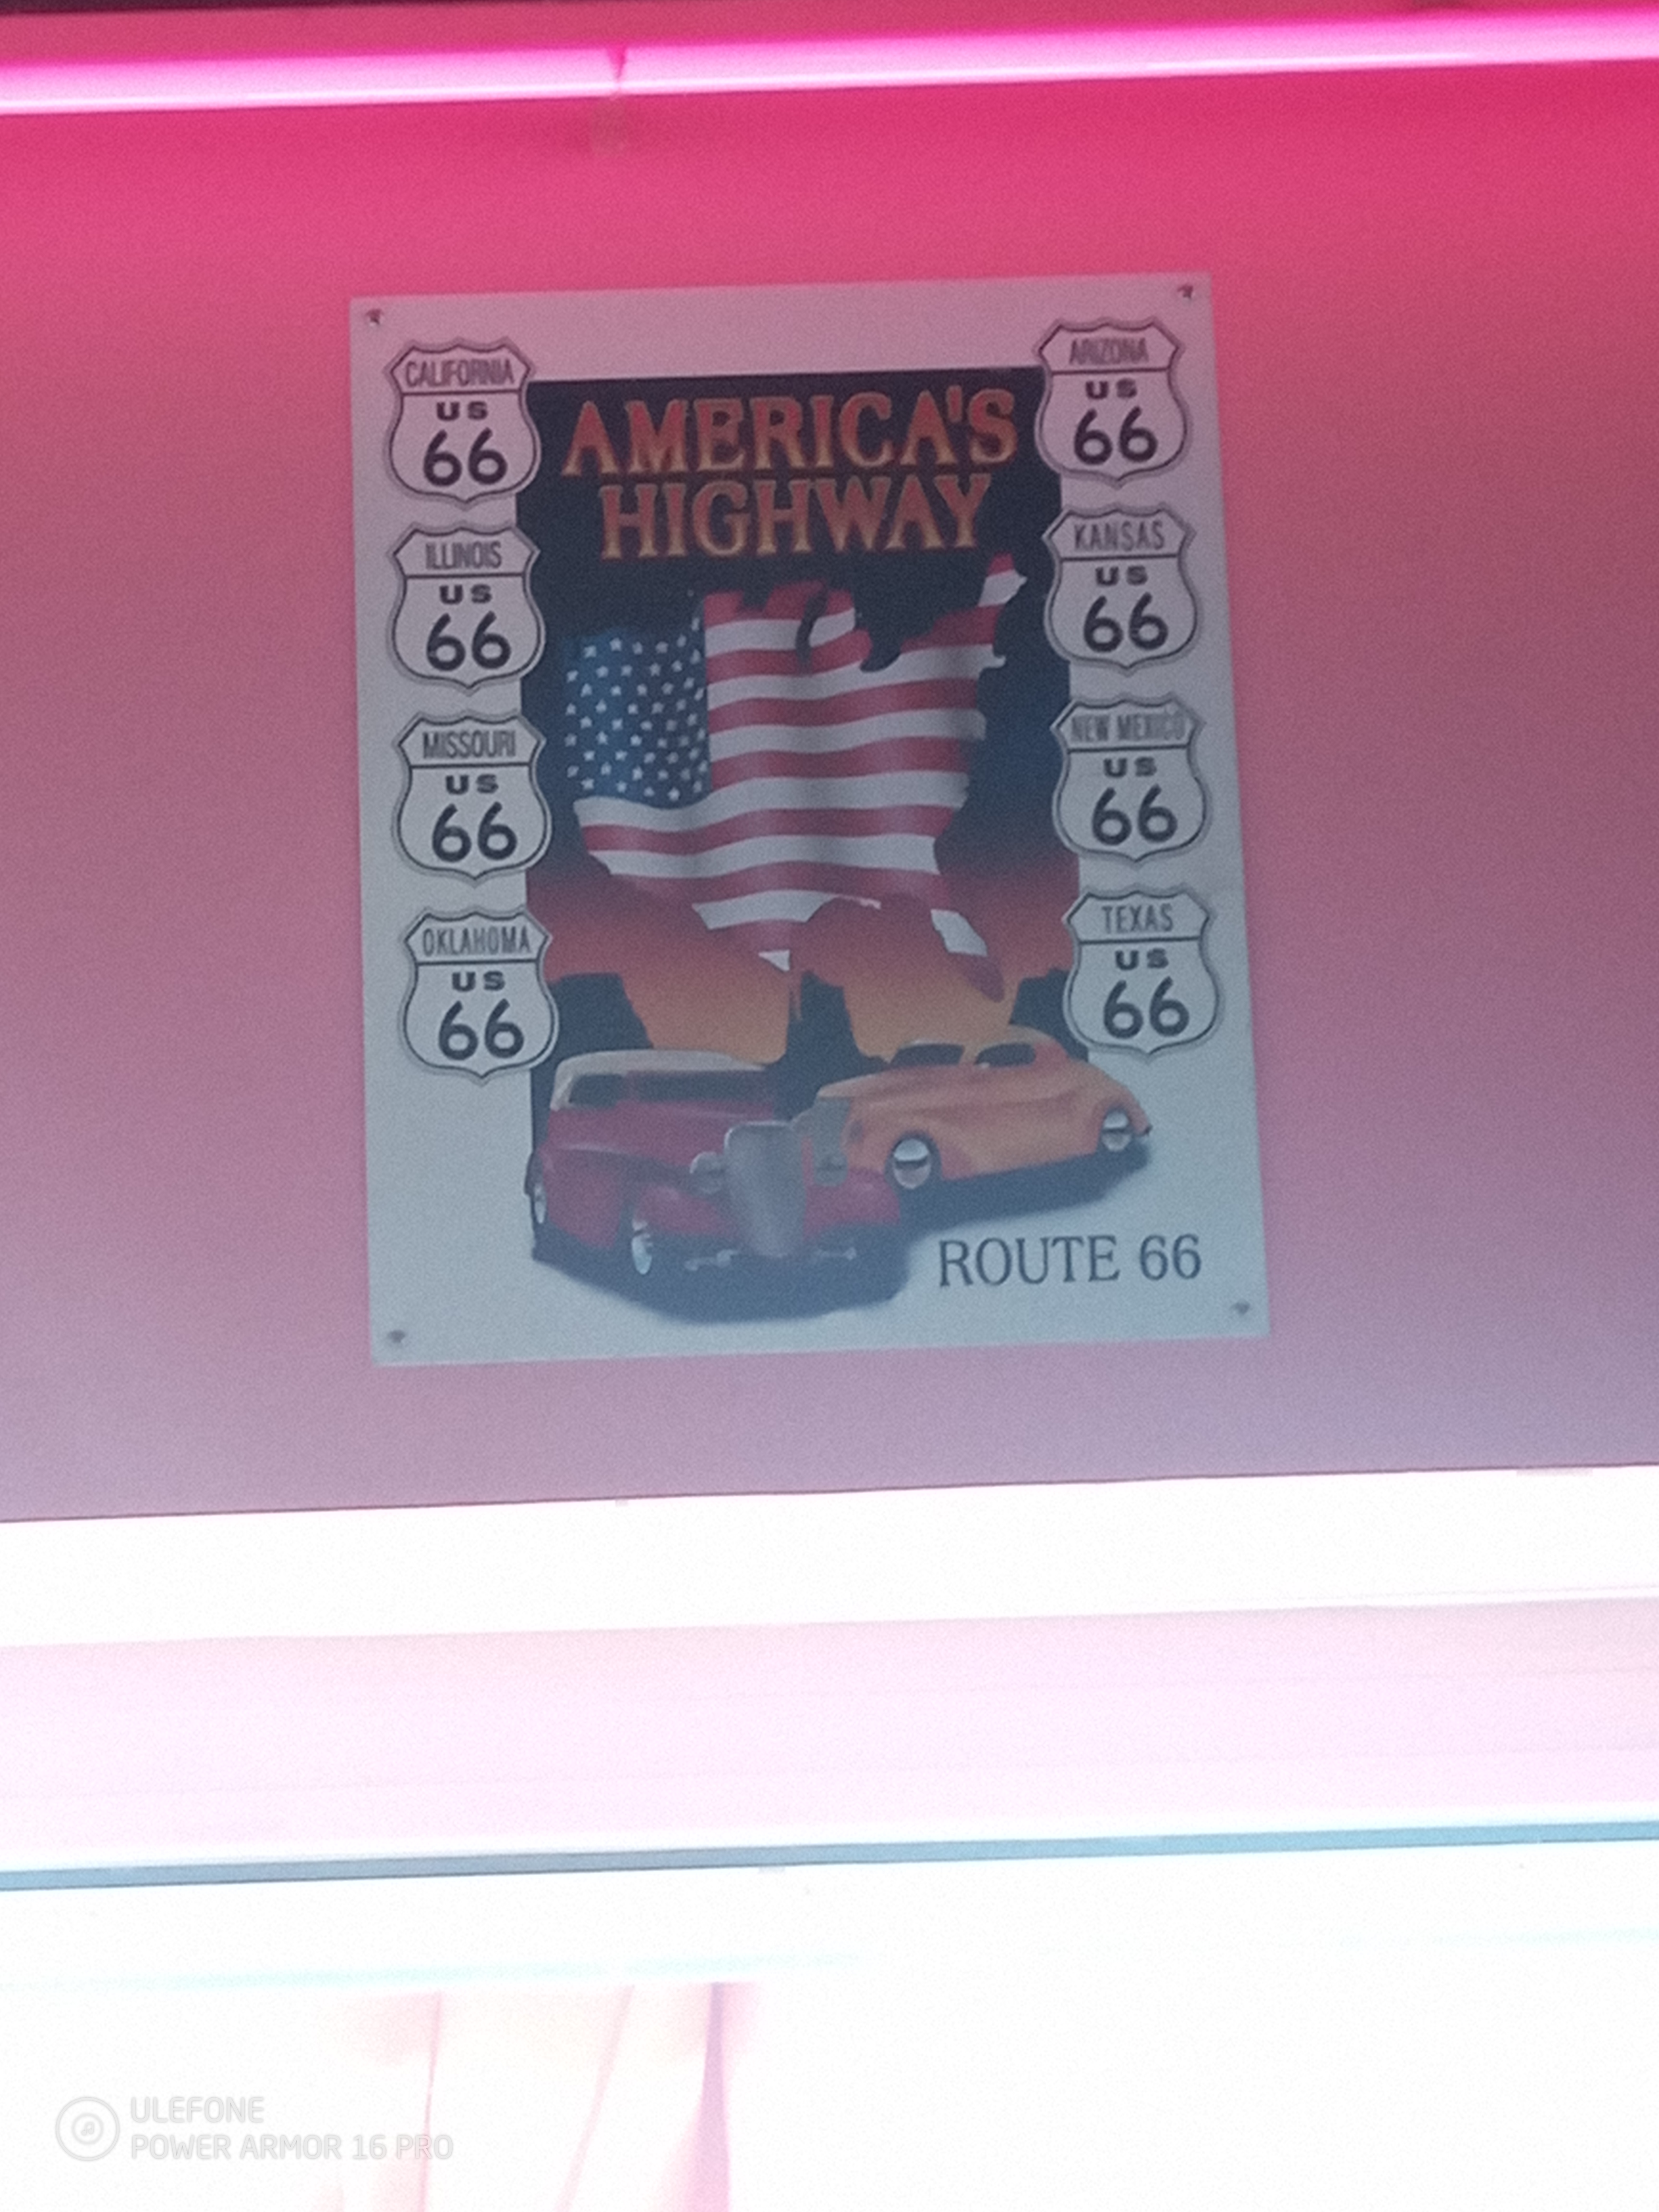 CALIFORNIA
US
66
ILLINOIS
US
66
MISSOURI
US
66
OKLAHOMA
US
66
AMERICA'S
HIGHWAY
ARIZONA
US
66
KANSAS
US
66
NEW MEXICO
US
66
TEXAS
US
66
ROUTE 66
ULEFONE
POWER ARMOR 16 PRO